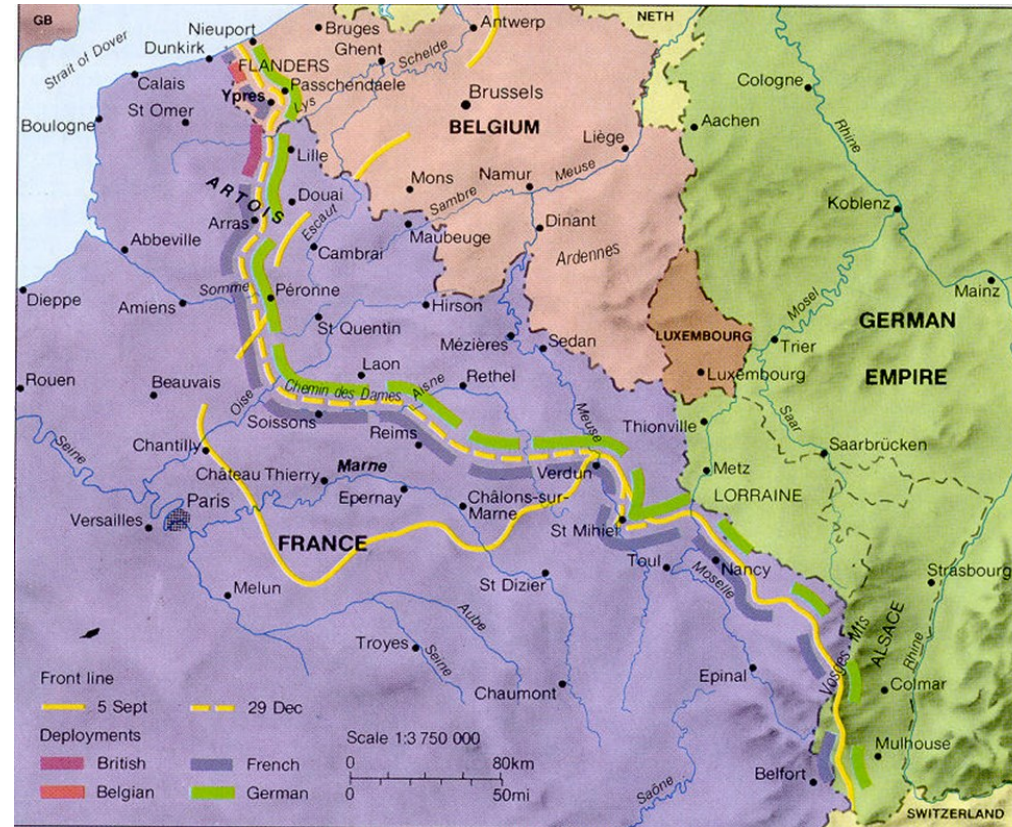 GB
NETH
Strait of Dover
Nieuport
Dunkirk
Bruges
Ghent
Antwerp
Schelde
FLANDERS
Passchendaele
Calais
Ypres
Lys
St Omer
Boulogne
Brussels
BELGIUM
Cologne
Rhine
Aachen
Liège
Lille
Mons
Namur
Meuse
Sambre
ARTOIS
Douai
Escaut
Arras
Maubeuge
Dinant
Koblenz
Abbeville
Cambrai
Ardennes
Somme
Péronne
Dieppe
Amiens
Hirson
Mosel
Mainz
St Quentin
GERMAN
EMPIRE
Mézières
Sedan
LUXEMBOURG
Trier
Laon
Rethel
Luxembourg
Rouen
Beauvais
Oise
Chemin des Dames
Aisne
Soissons
Reims
Meuse
Thionville
Saar
Saarbrücken
Seine
Chantilly
Château Thierry
Marne
Verdun
Metz
LORRAINE
Epernay
Châlons-sur-
Marne
Paris
Versailles
FRANCE
St Mihiel
Toul
Nancy
Moselle
Strasbourg
Melun
St Dizier
Aube
Troyes
Seine
Chaumont
Epinal
Vosges Mts
ALSACE
Rhine
Colmar
Mulhouse
Belfort
Saône
SWITZERLAND
Front line
5 Sept
29 Dec
Deployments
British
French
Belgian
German
Scale 1:3 750 000
0
80km
0
50mi